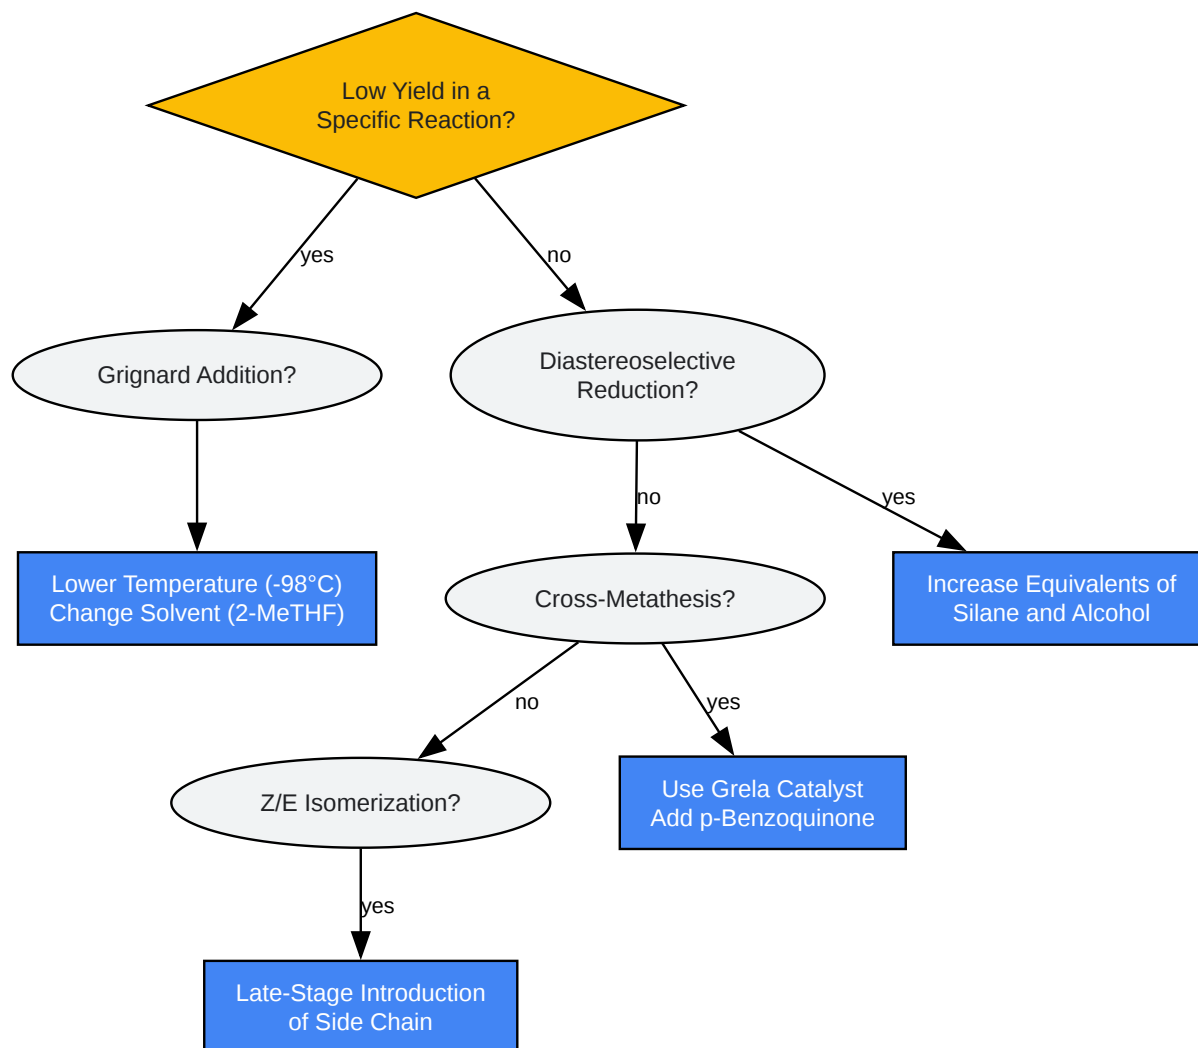 Low Yield in a
Specific Reaction?
yes
no
Grignard Addition?
Diastereoselective
Reduction?
no
yes
Lower Temperature (-98°C)
Change Solvent (2-MeTHF)
Cross-Metathesis?
Increase Equivalents of
Silane and Alcohol
no
yes
Z/E Isomerization?
Use Grela Catalyst
Add p-Benzoquinone
yes
Late-Stage Introduction
of Side Chain